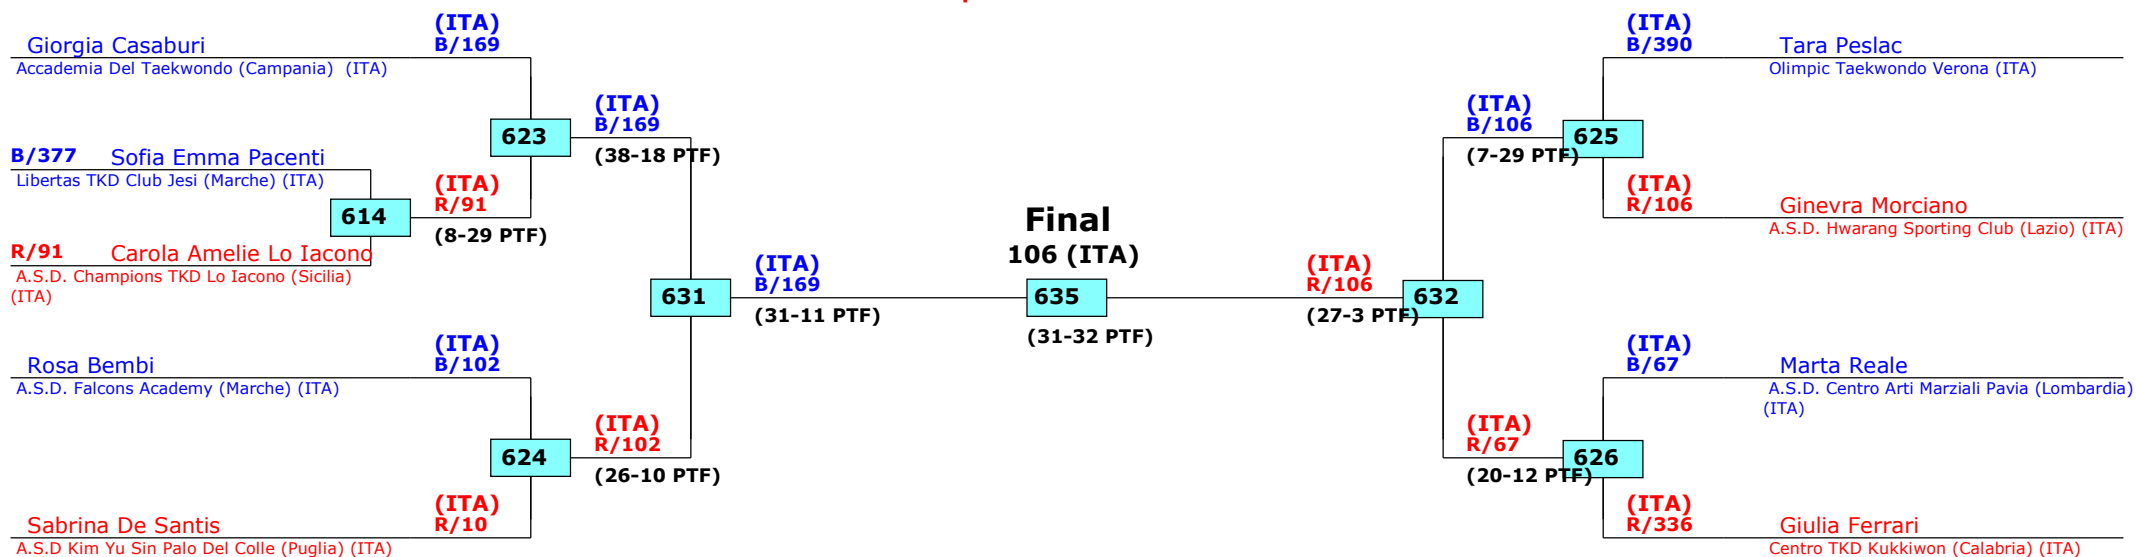 (ITA)
B/169
Giorgia Casaburi
Accademia Del Taekwondo (Campania) (ITA)
(ITA)
B/169
623
(38-18 PTF)
B/377 Sofia Emma Pacenti
Libertas TKD Club Jesi (Marche) (ITA)
(ITA)
R/91
614
(8-29 PTF)
R/91 Carola Amelie Lo Iacono
A.S.D. Champions TKD Lo Iacono (Sicilia)
(ITA)
631
(ITA)
B/169
(31-11 PTF)
(ITA)
B/102
Rosa Bembi
A.S.D. Falcons Academy (Marche) (ITA)
(ITA)
R/102
624
(26-10 PTF)
(ITA)
R/10
Sabrina De Santis
A.S.D Kim Yu Sin Palo Del Colle (Puglia) (ITA)
Final
106 (ITA)
635
(31-32 PTF)
(ITA)
B/390
Tara Peslac
Olimpic Taekwondo Verona (ITA)
(ITA)
B/106
625
(7-29 PTF)
(ITA)
R/106
Ginevra Morciano
A.S.D. Hwarang Sporting Club (Lazio) (ITA)
(ITA)
R/106
632
(27-3 PTF)
(ITA)
B/67
Marta Reale
A.S.D. Centro Arti Marziali Pavia (Lombardia)
(ITA)
(ITA)
R/67
626
(20-12 PTF)
(ITA)
R/336
Giulia Ferrari
Centro TKD Kukkiwon (Calabria) (ITA)